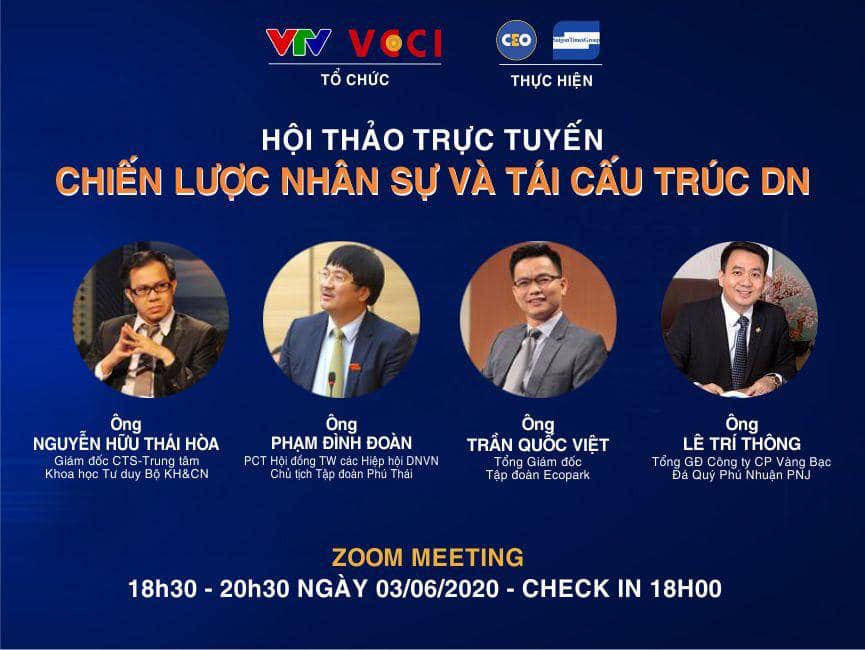 VTV VCCI
CEO SaigonTimesGroup
TỔ CHỨC
THỰC HIỆN
HỘI THẢO TRỰC TUYẾN
CHIẾN LƯỢC NHÂN SỰ VÀ TÁI CẤU TRÚC DN
Ông
NGUYỄN HỮU THÁI HÒA
Giám đốc CTS-Trung tâm
Khoa học Tư duy Bộ KH&CN
Ông
PHẠM ĐÌNH ĐOÀN
PCT Hội đồng TW các Hiệp hội DNVN
Chủ tịch Tập đoàn Phú Thái
Ông
TRẦN QUỐC VIỆT
Tổng Giám đốc
Tập đoàn Ecopark
Ông
LÊ TRÍ THÔNG
Tổng GĐ Công ty CP Vàng Bạc
Đá Quý Phú Nhuận PNJ
ZOOM MEETING
18h30 - 20h30 NGÀY 03/06/2020 - CHECK IN 18H00